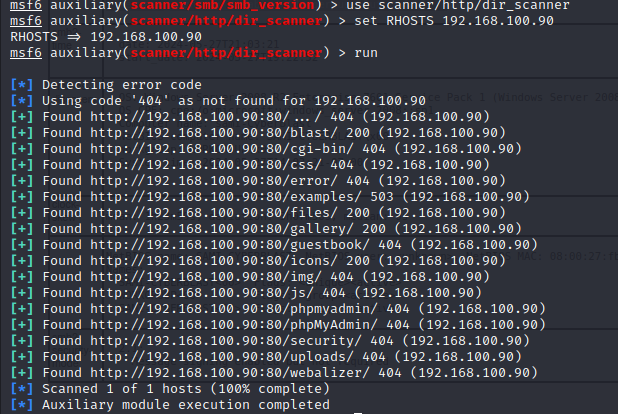 msf6 auxiliary(scanner/smb/smb_version) > use scanner/http/dir_scanner
msf6 auxiliary(scanner/http/dir_scanner) > set RHOSTS 192.168.100.90
RHOSTS => 192.168.100.90
msf6 auxiliary(scanner/http/dir_scanner) > run
[*] Detecting error code
[*] Using code '404' as not found for 192.168.100.90
[+] Found http://192.168.100.90:80/.../ 404 (192.168.100.90)
[+] Found http://192.168.100.90:80/blast/ 200 (192.168.100.90)
[+] Found http://192.168.100.90:80/cgi-bin/ 404 (192.168.100.90)
[+] Found http://192.168.100.90:80/css/ 404 (192.168.100.90)
[+] Found http://192.168.100.90:80/error/ 404 (192.168.100.90)
[+] Found http://192.168.100.90:80/examples/ 503 (192.168.100.90)
[+] Found http://192.168.100.90:80/files/ 200 (192.168.100.90)
[+] Found http://192.168.100.90:80/gallery/ 200 (192.168.100.90)
[+] Found http://192.168.100.90:80/guestbook/ 404 (192.168.100.90)
[+] Found http://192.168.100.90:80/icons/ 200 (192.168.100.90)
[+] Found http://192.168.100.90:80/img/ 404 (192.168.100.90)
[+] Found http://192.168.100.90:80/js/ 404 (192.168.100.90)
[+] Found http://192.168.100.90:80/phpmyadmin/ 404 (192.168.100.90)
[+] Found http://192.168.100.90:80/phpMyAdmin/ 404 (192.168.100.90)
[+] Found http://192.168.100.90:80/security/ 404 (192.168.100.90)
[+] Found http://192.168.100.90:80/uploads/ 404 (192.168.100.90)
[+] Found http://192.168.100.90:80/webalizer/ 404 (192.168.100.90)
[*] Scanned 1 of 1 hosts (100% complete)
[*] Auxiliary module execution completed